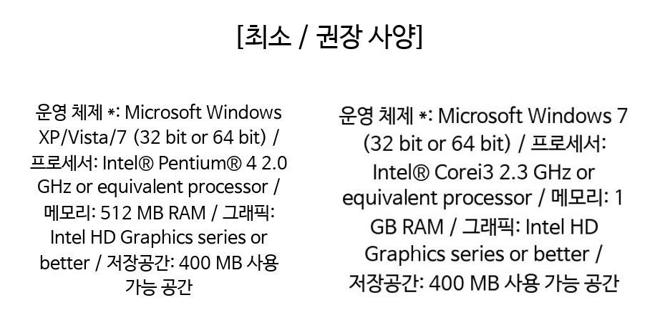 [최소 / 권장 사양]
운영 체제 *: Microsoft Windows
XP/Vista/7 (32 bit or 64 bit) /
프로세서: Intel® Pentium® 4 2.0
GHz or equivalent processor /
메모리: 512 MB RAM / 그래픽:
Intel HD Graphics series or
better / 저장공간: 400 MB 사용
가능 공간
운영 체제 *: Microsoft Windows 7
(32 bit or 64 bit) / 프로세서:
Intel® Corei3 2.3 GHz or
equivalent processor / 메모리: 1
GB RAM / 그래픽: Intel HD
Graphics series or better /
저장공간: 400 MB 사용 가능 공간